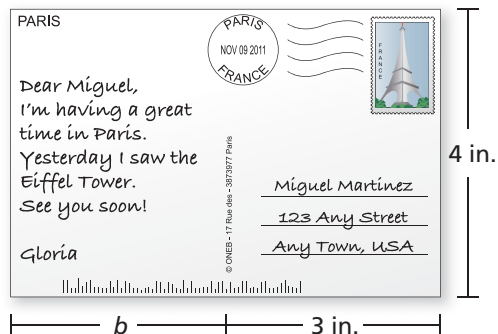 PARIS
PARIS
NOV 09 2011
FRANCE
FRANCE
Dear Miguel,
I'm having a great
time in Paris.
Yesterday I saw the
Eiffel Tower.
See you soon!
Gloria
© ONEB - 17 Rue des - 3873977 Paris
Miguel Martinez
123 Any Street
Any Town, USA
4 in.
b
3 in.